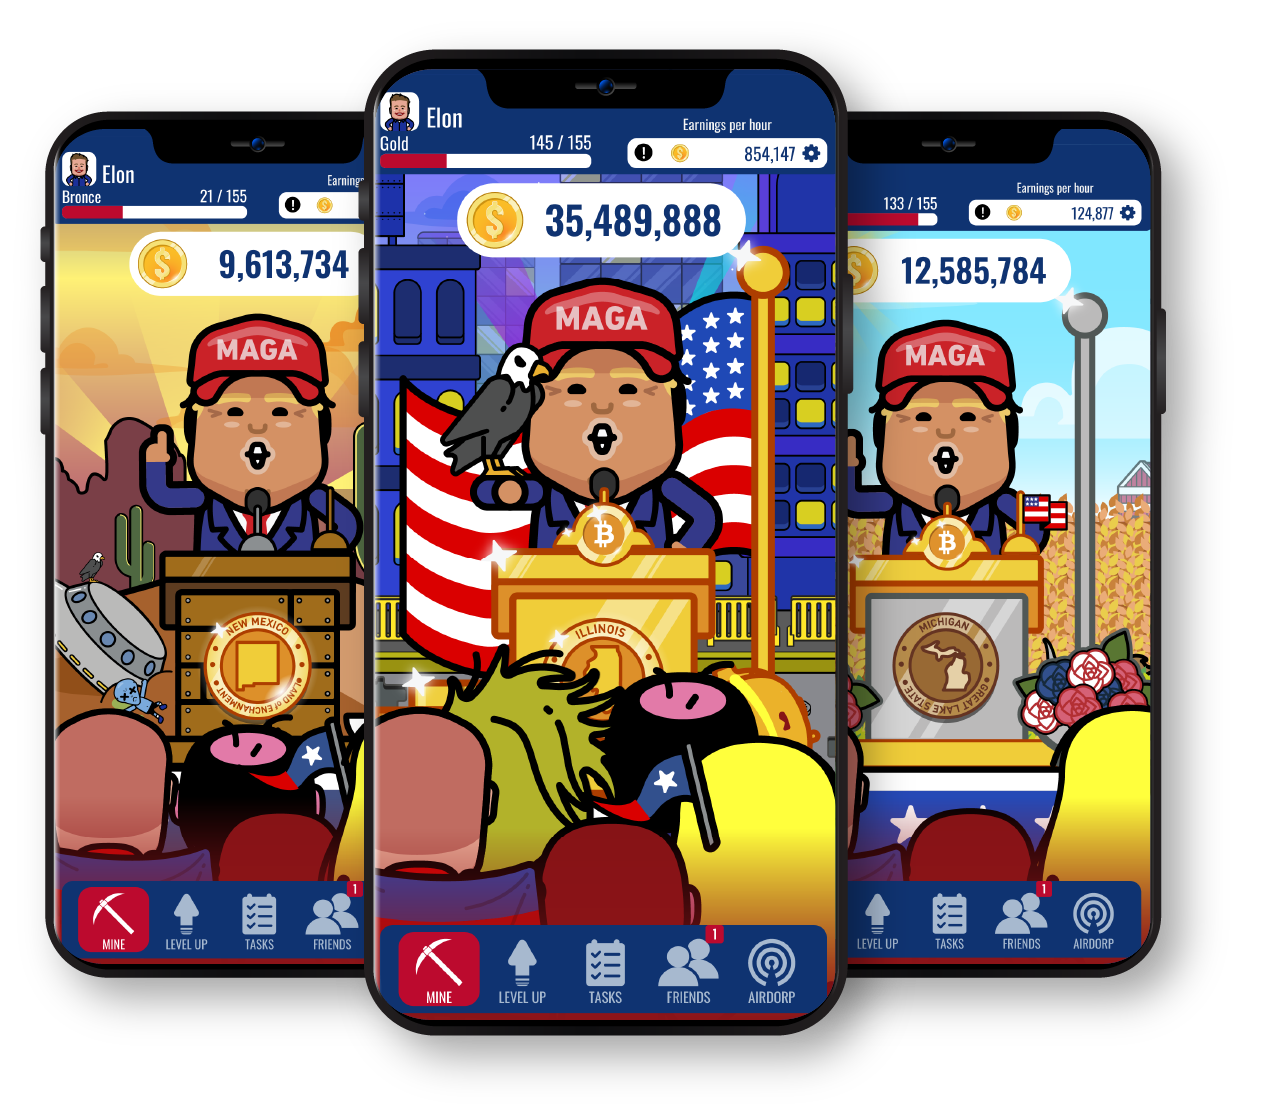 Elon
Bronce
21 / 155
Earning
9,613,734
MAGA
NEW MEXICO
LAND of ENCHANMENT
MINE
LEVEL UP
TASKS
FRIENDS
1
Elon
Gold
145 / 155
Earnings per hour
854,147
35,489,888
MAGA
ILLINOIS
MINE
LEVEL UP
TASKS
FRIENDS
1
AIRDORP
133 / 155
Earnings per hour
124,877
12,585,784
MAGA
MICHIGAN
GREAT LAKE STATE
LEVEL UP
TASKS
FRIENDS
1
AIRDORP